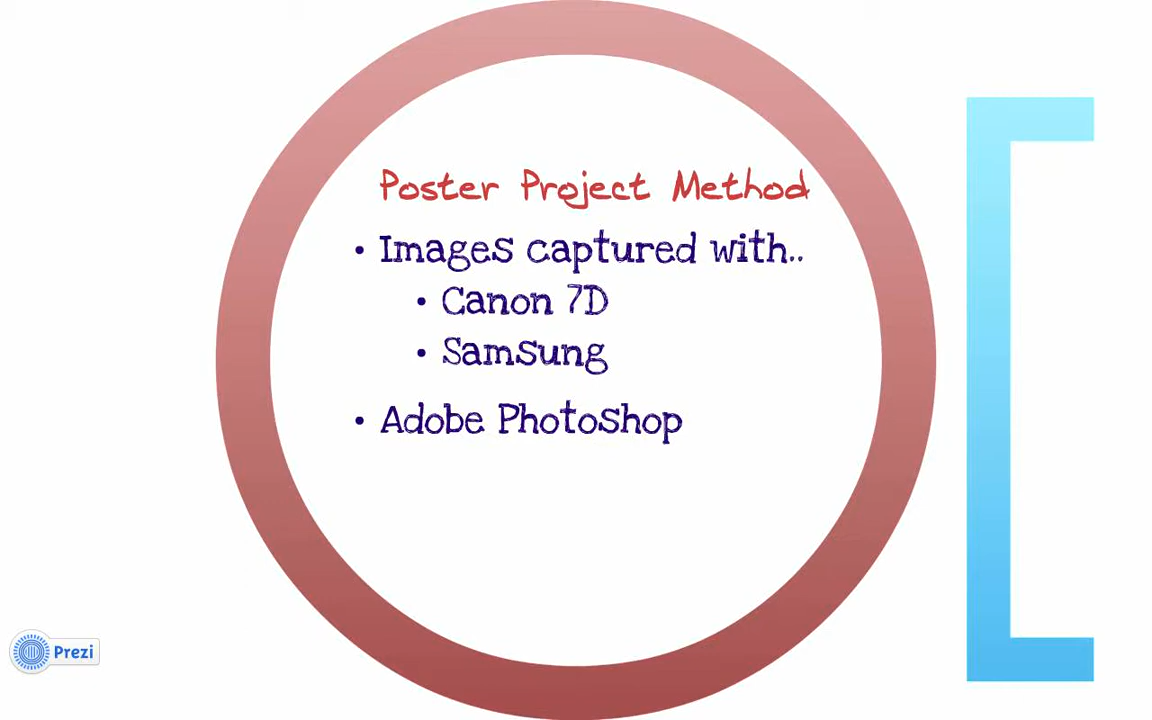 Poster Project Method
• Images captured with..
• Canon 7D
• Samsung
• Adobe Photoshop
Prezi